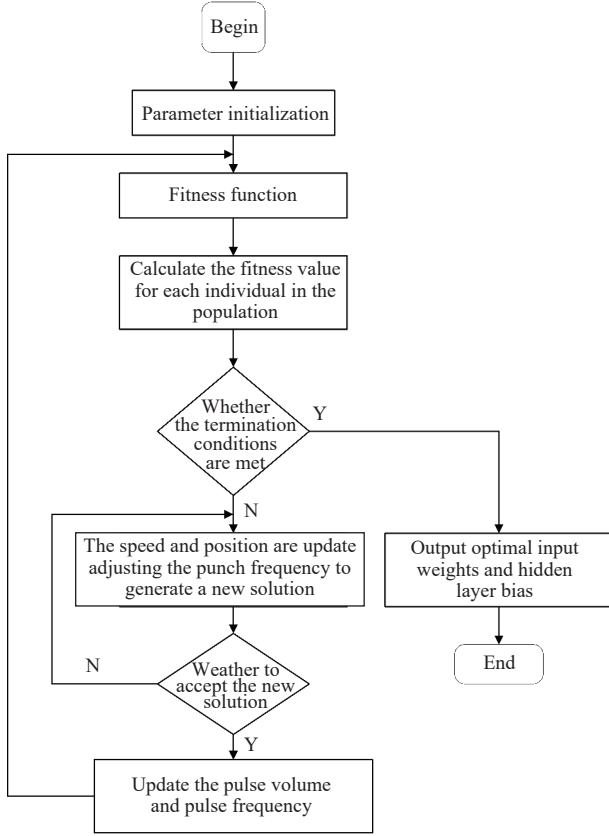 Begin
Parameter initialization
Fitness function
Calculate the fitness value
for each individual in the
population
Whether
the termination
conditions
are met
Y
N
The speed and position are update
adjusting the punch frequency to
generate a new solution
Output optimal input
weights and hidden
layer bias
End
N
Weather to
accept the new
solution
Y
Update the pulse volume
and pulse frequency